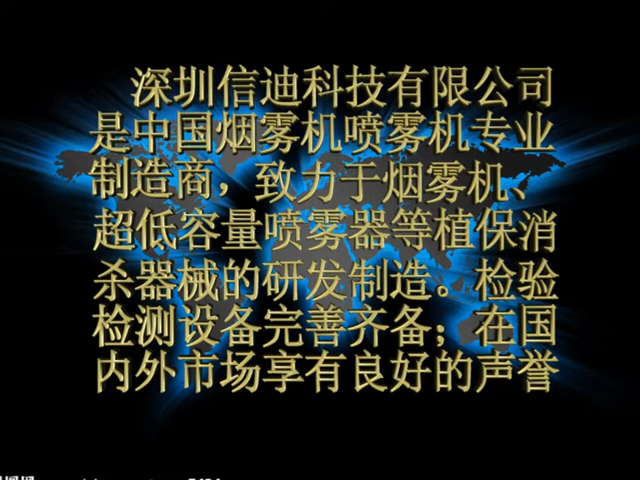 深圳信迪科技有限公司
是中国烟雾机喷雾机专业
制造商，致力于烟雾机、
超低容量喷雾器等植保消
杀器械的研发制造。检验
检测设备完善齐备；在国
内外市场享有良好的声誉